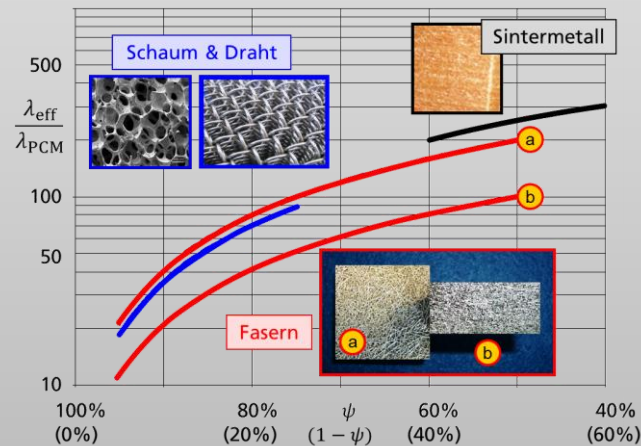 Schaum & Draht
Sintermetall
500
λeff
λPCM
100
50
10
a
b
Fasern
a
b
100%
80%
ψ
60%
40%
(0%)
(20%)
(1 − ψ)
(40%)
(60%)